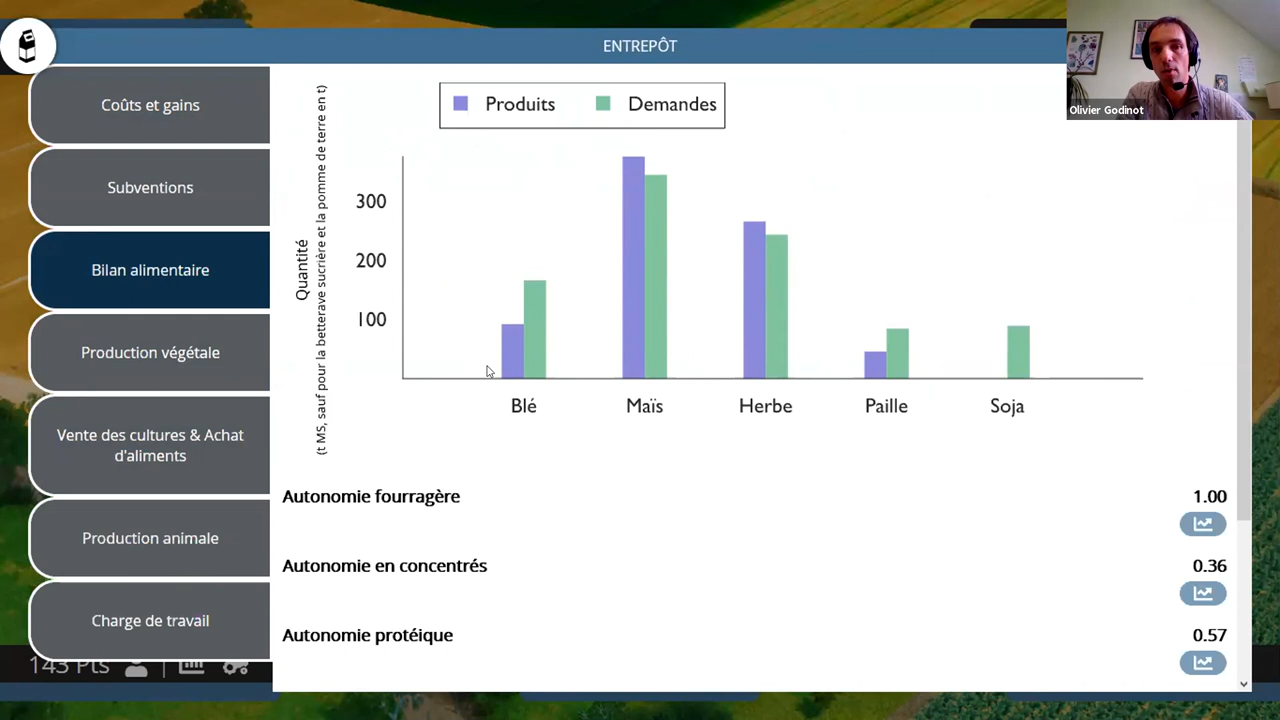 ENTREPÔT
Olivier Godinot
Coûts et gains
Subventions
Bilan alimentaire
Production végétale
Vente des cultures & Achat
d'aliments
Production animale
Charge de travail
143 Pts
Produits
Demandes
Quantité
(t MS, sauf pour la betterave sucrière et la pomme de terre en t)
300
200
100
Blé
Maïs
Herbe
Paille
Soja
Autonomie fourragère
1.00
Autonomie en concentrés
0.36
Autonomie protéique
0.57